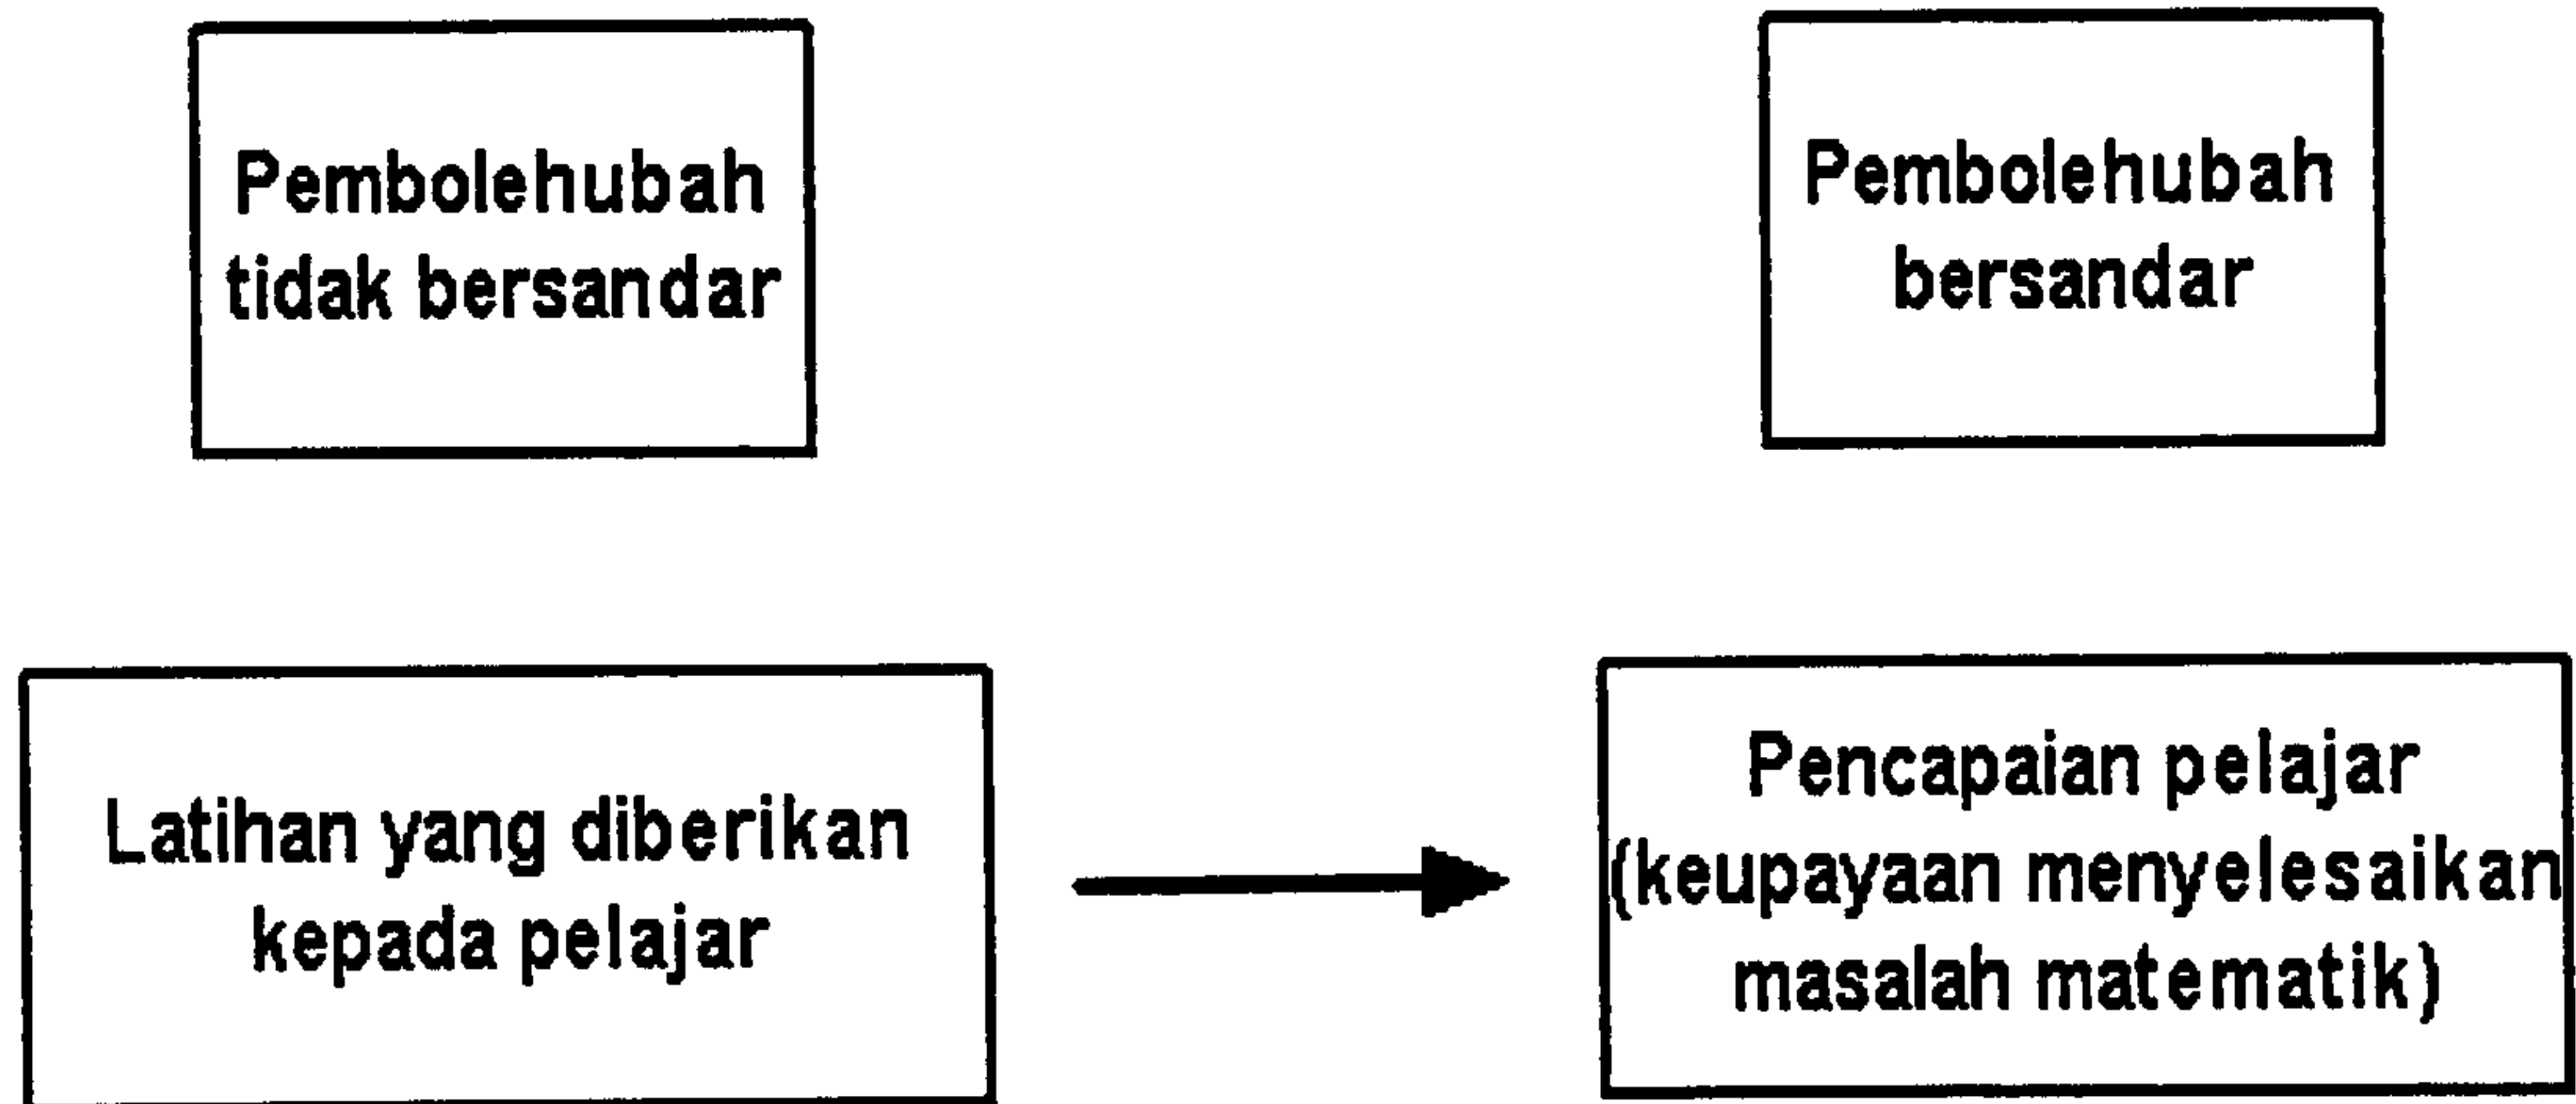 Pembolehubah
tidak bersandar
Pembolehubah
bersandar
Latihan yang diberikan
kepada pelajar
Pencapaian pelajar
(keupayaan menyelesaikan
masalah matematik)